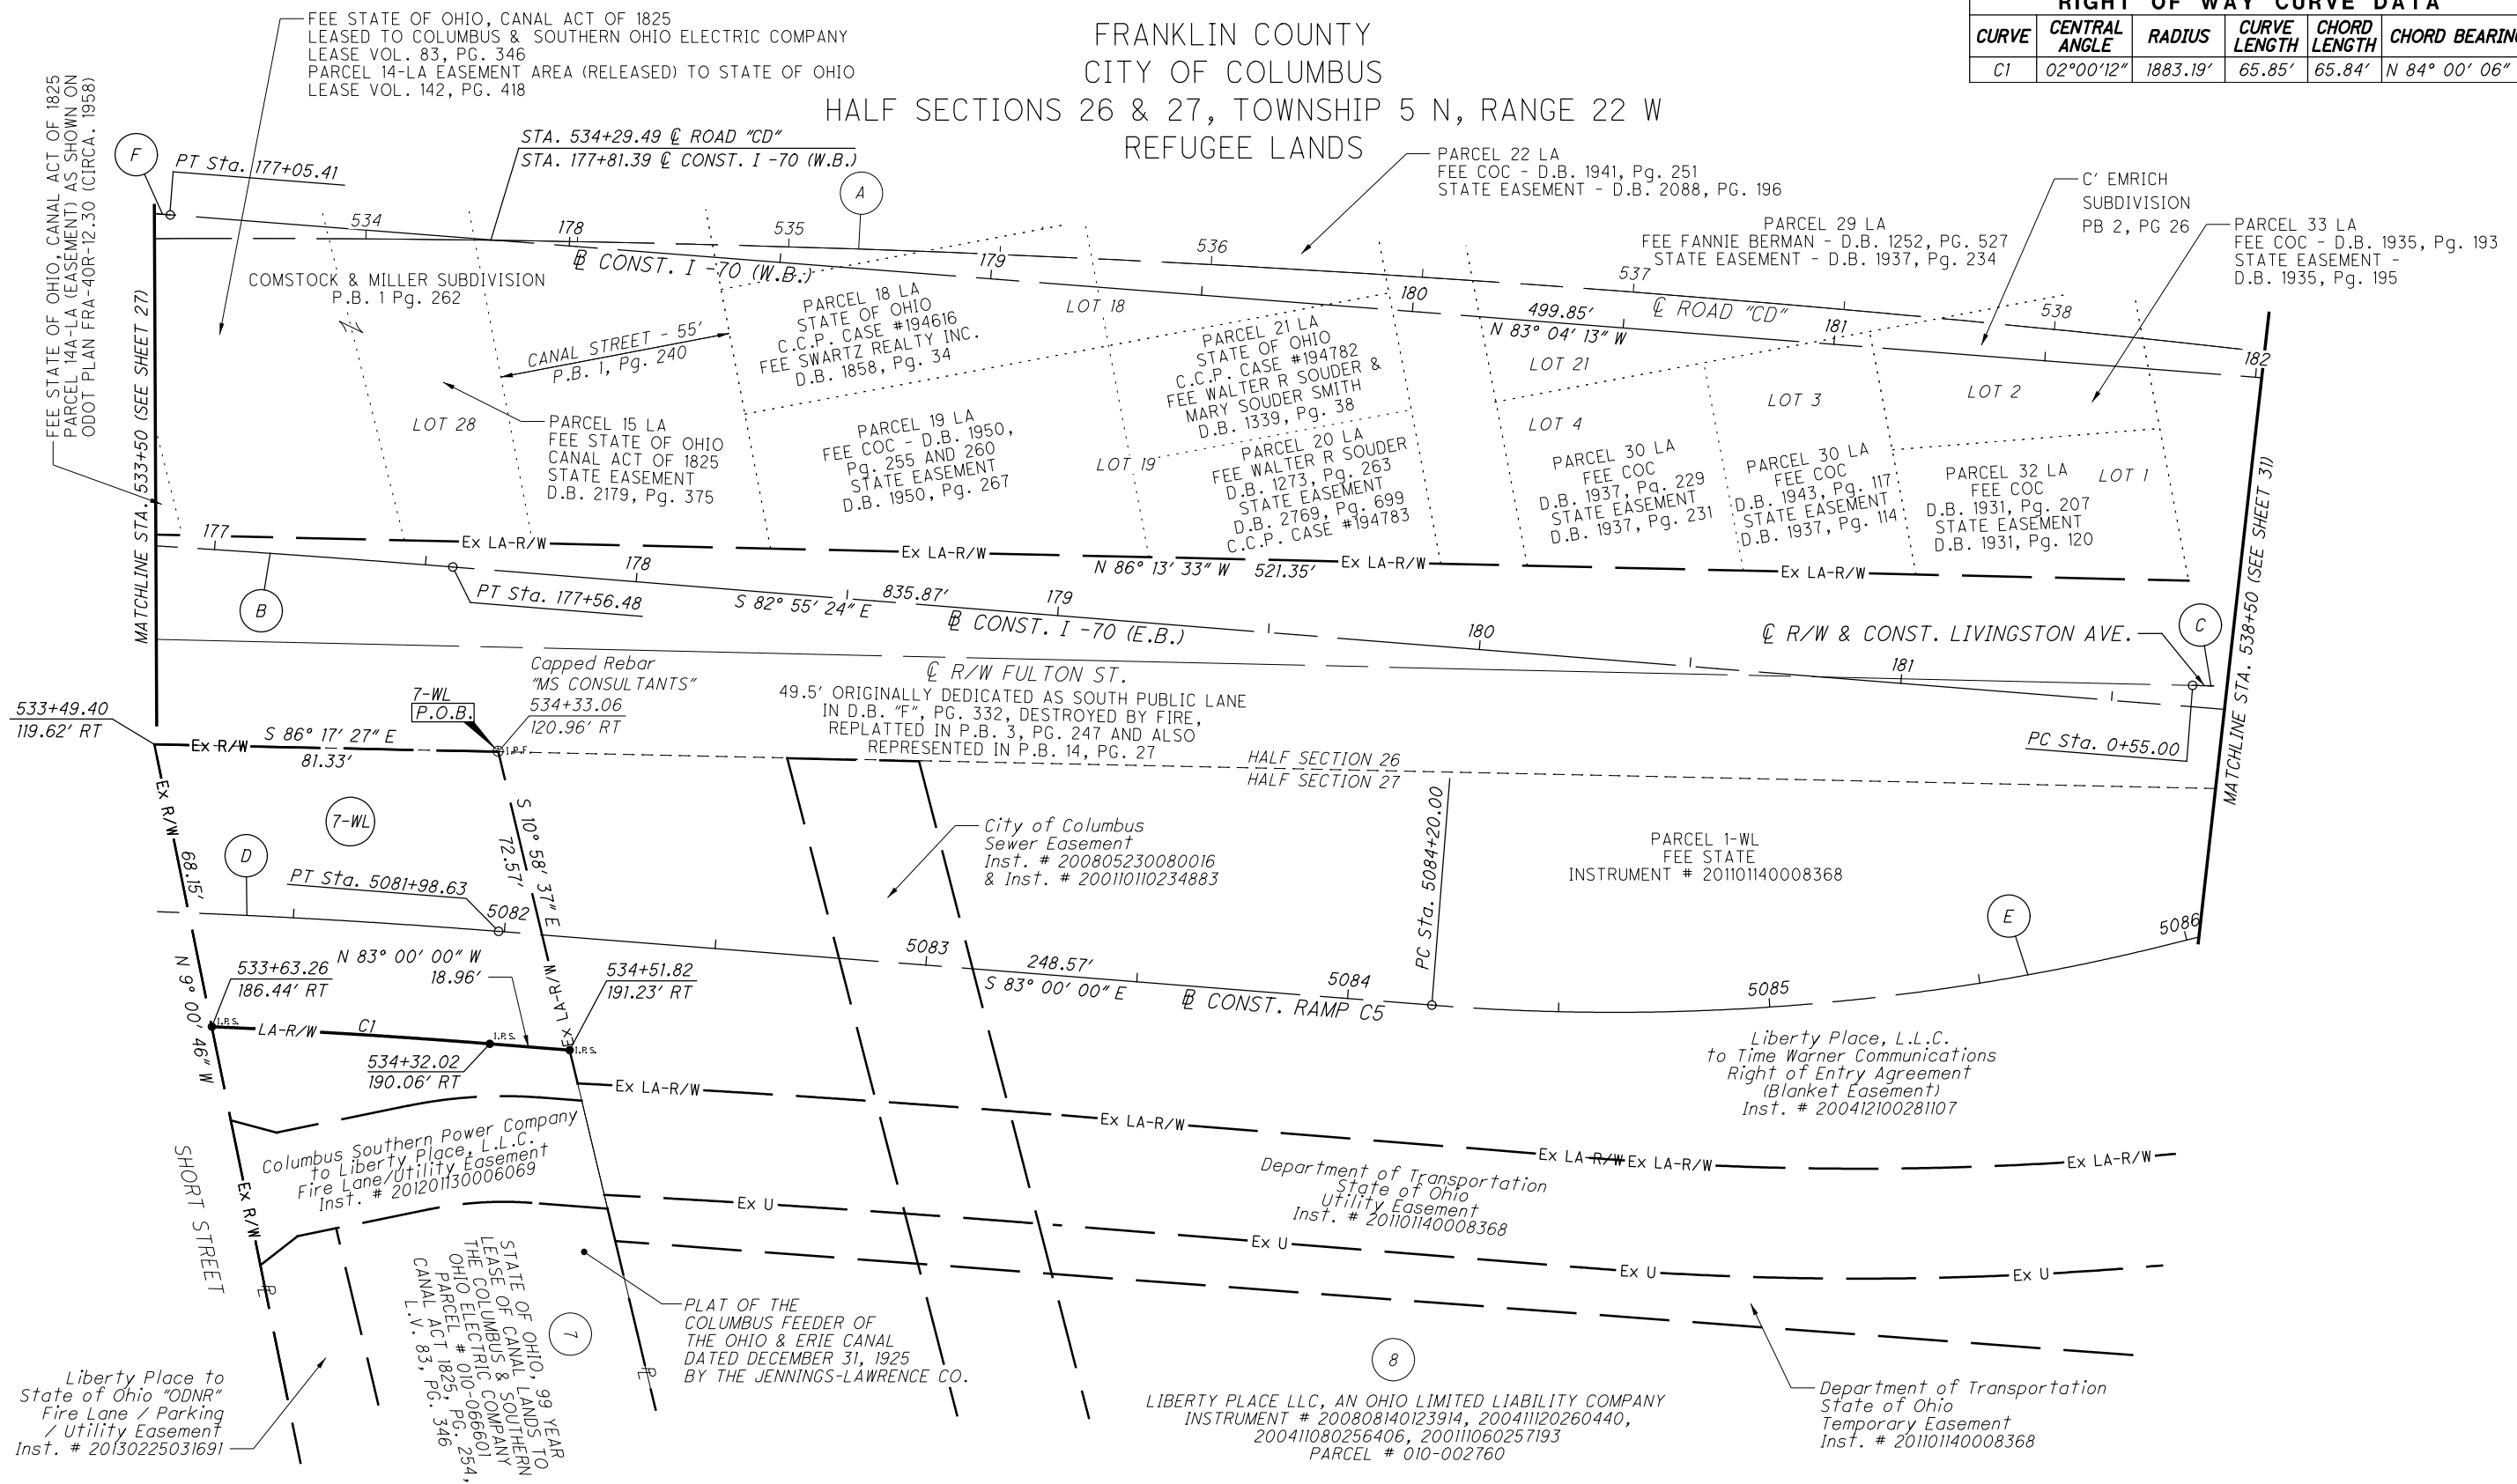 FRANKLIN COUNTY
CITY OF COLUMBUS
HALF SECTIONS 26 & 27, TOWNSHIP 5 N, RANGE 22 W
REFUGEE LANDS
RIGHT OF WAY CURVE DATA
CURVE CENTRAL ANGLE RADIUS CURVE LENGTH CHORD LENGTH CHORD BEARING
C1 02°00'12" 1883.19' 65.85' 65.84' N 84° 00' 06"
FEE STATE OF OHIO, CANAL ACT OF 1825
LEASED TO COLUMBUS & SOUTHERN OHIO ELECTRIC COMPANY
LEASE VOL. 83, PG. 346
PARCEL 14-LA EASEMENT AREA (RELEASED) TO STATE OF OHIO
LEASE VOL. 142, PG. 418
FEE STATE OF OHIO, CANAL ACT OF 1825
PARCEL 14A-LA (EASEMENT) AS SHOWN ON
ODOT PLAN FRA-40R-12.30 (CIRCA. 1958)
F
PT Sta. 177+05.41
STA. 534+29.49 ℄ ROAD "CD"
STA. 177+81.39 ℄ CONST. I -70 (W.B.)
A
PARCEL 22 LA
FEE COC - D.B. 1941, Pg. 251
STATE EASEMENT - D.B. 2088, PG. 196
C' EMRICH
SUBDIVISION
PB 2, PG 26
PARCEL 29 LA
FEE FANNIE BERMAN - D.B. 1252, PG. 527
STATE EASEMENT - D.B. 1937, Pg. 234
PARCEL 33 LA
FEE COC - D.B. 1935, Pg. 193
STATE EASEMENT -
D.B. 1935, Pg. 195
534
178
535
536
179
537
180
538
181
182
BL CONST. I -70 (W.B.)
499.85'
N 83° 04' 13" W
℄ ROAD "CD"
COMSTOCK & MILLER SUBDIVISION
P.B. 1 Pg. 262
CANAL STREET - 55'
P.B. 1, Pg. 240
PARCEL 18 LA
STATE OF OHIO
C.C.P. CASE #194616
FEE SWARTZ REALTY INC.
D.B. 1858, Pg. 34
LOT 18
PARCEL 21 LA
STATE OF OHIO
C.C.P. CASE #194782
FEE WALTER R SOUDER &
MARY SOUDER SMITH
D.B. 1339, Pg. 38
LOT 21
LOT 3
LOT 2
LOT 28
PARCEL 15 LA
FEE STATE OF OHIO
CANAL ACT OF 1825
STATE EASEMENT
D.B. 2179, Pg. 375
PARCEL 19 LA
FEE COC - D.B. 1950,
Pg. 255 AND 260
STATE EASEMENT
D.B. 1950, Pg. 267
LOT 19
PARCEL 20 LA
FEE WALTER R SOUDER
D.B. 1273, Pg. 263
STATE EASEMENT
D.B. 2769, Pg. 699
C.C.P. CASE #194783
LOT 4
PARCEL 30 LA
FEE COC
D.B. 1937, Pg. 229
STATE EASEMENT
D.B. 1937, Pg. 231
PARCEL 30 LA
FEE COC
D.B. 1943, Pg. 117
STATE EASEMENT
D.B. 1937, Pg. 114
PARCEL 32 LA
FEE COC
D.B. 1931, Pg. 207
STATE EASEMENT
D.B. 1931, Pg. 120
LOT 1
MATCHLINE STA. 533+50 (SEE SHEET 27)
MATCHLINE STA. 538+50 (SEE SHEET 31)
177
Ex LA-R/W
Ex LA-R/W
N 86° 13' 33" W 521.35'
Ex LA-R/W
Ex LA-R/W
B
PT Sta. 177+56.48
178
S 82° 55' 24" E 835.87'
179
BL CONST. I -70 (E.B.)
180
181
℄ R/W & CONST. LIVINGSTON AVE.
C
PC Sta. 0+55.00
℄ R/W FULTON ST.
49.5' ORIGINALLY DEDICATED AS SOUTH PUBLIC LANE
IN D.B. "F", PG. 332, DESTROYED BY FIRE,
REPLATTED IN P.B. 3, PG. 247 AND ALSO
REPRESENTED IN P.B. 14, PG. 27
Capped Rebar
"MS CONSULTANTS"
534+33.06
120.96' RT
7-WL
P.O.B.
I.P.F.
533+49.40
119.62' RT
Ex R/W
S 86° 17' 27" E
81.33'
HALF SECTION 26
HALF SECTION 27
Ex R/W
68.15'
N 9° 00' 46" W
7-WL
S 10° 58' 37" E
72.57'
Ex LA-R/W
D
PT Sta. 5081+98.63
5082
City of Columbus
Sewer Easement
Inst. # 200805230080016
& Inst. # 200110110234883
PC Sta. 5084+20.00
PARCEL 1-WL
FEE STATE
INSTRUMENT # 201101140008368
E
5083
5084
5085
5086
248.57'
S 83° 00' 00" E
BL CONST. RAMP C5
533+63.26
186.44' RT
N 83° 00' 00" W
18.96'
534+51.82
191.23' RT
I.P.S.
LA-R/W
C1
I.P.S.
I.P.S.
534+32.02
190.06' RT
Ex LA-R/W
Ex LA-R/W
Ex LA-R/W
Ex LA-R/W
Ex LA-R/W
Liberty Place, L.L.C.
to Time Warner Communications
Right of Entry Agreement
(Blanket Easement)
Inst. # 200412100281107
Columbus Southern Power Company
to Liberty Place, L.L.C.
Fire Lane/Utility Easement
Inst. # 201201130006069
SHORT STREET
Ex R/W
PL
Department of Transportation
State of Ohio
Utility Easement
Inst. # 201101140008368
Ex U
Ex U
Ex U
Ex U
STATE OF OHIO, 99 YEAR
LEASE OF CANAL LANDS TO
THE COLUMBUS & SOUTHERN
OHIO ELECTRIC COMPANY
PARCEL # 010-066601
CANAL ACT 1825, PG. 254,
L.V. 83, PG. 346
7
PLAT OF THE
COLUMBUS FEEDER OF
THE OHIO & ERIE CANAL
DATED DECEMBER 31, 1925
BY THE JENNINGS-LAWRENCE CO.
PL
8
LIBERTY PLACE LLC, AN OHIO LIMITED LIABILITY COMPANY
INSTRUMENT # 200808140123914, 200411120260440,
200411080256406, 200111060257193
PARCEL # 010-002760
Liberty Place to
State of Ohio "ODNR"
Fire Lane / Parking
/ Utility Easement
Inst. # 20130225031691
Department of Transportation
State of Ohio
Temporary Easement
Inst. # 201101140008368